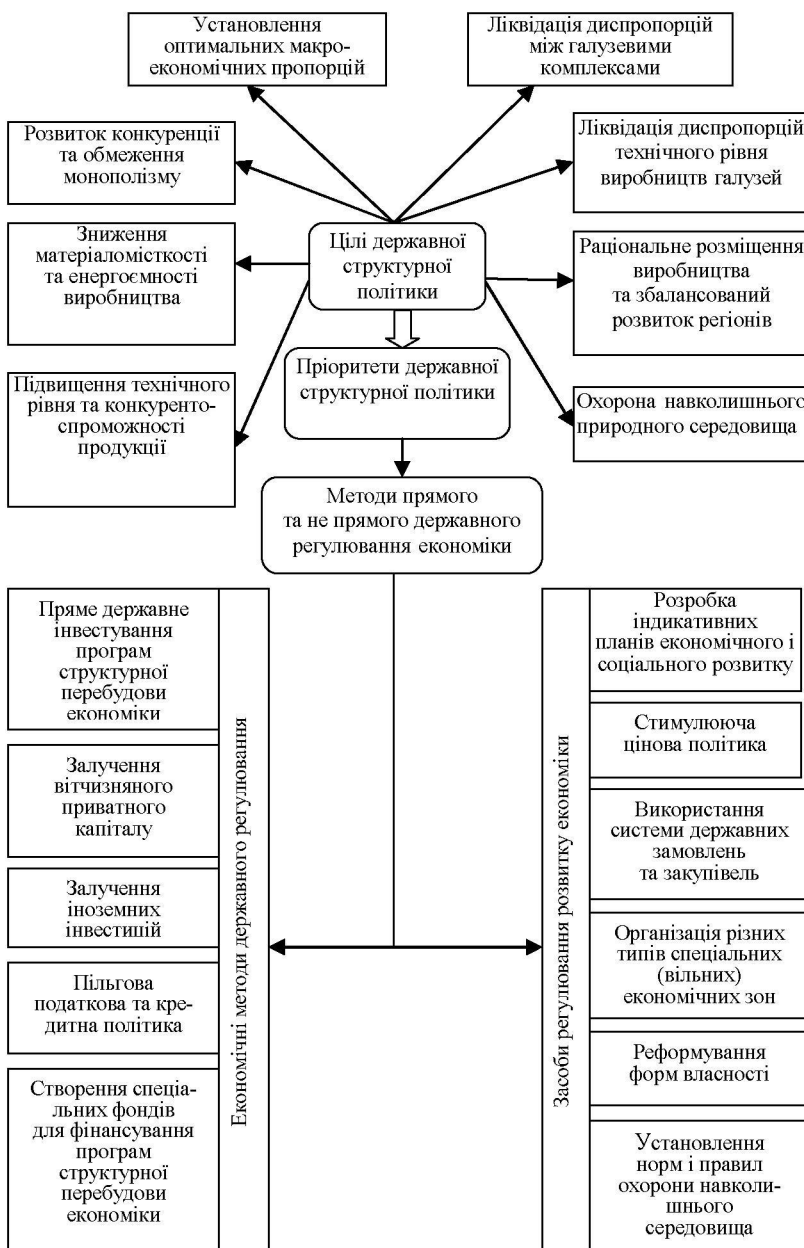 Установлення
оптимальних макро-
економічних пропорцій
Ліквідація диспропорцій
між галузевими
комплексами
Розвиток конкуренції
та обмеження
монополізму
Ліквідація диспропорцій
технічного рівня
виробництв галузей
Зниження
матеріаломісткості
та енергоємності
виробництва
Цілі державної
структурної
політики
Раціональне розміщення
виробництва
та збалансований
розвиток регіонів
Пріоритети державної
структурної політики
Підвищення технічного
рівня та конкуренто-
спроможності
продукції
Охорона навколишнього
природного середовища
Методи прямого
та не прямого державного
регулювання економіки
Пряме державне
інвестування
програм
структурної
перебудови
економіки
Залучення
вітчизняного
приватного
капіталу
Залучення
іноземних
інвестицій
Пільгова
податкова та кре-
дитна політика
Створення спеціа-
льних фондів
для фінансування
програм
структурної
перебудови
економіки
Економічні методи державного регулювання
Засоби регулювання розвитку економіки
Розробка
індикативних
планів економічного і
соціального розвитку
Стимулююча
цінова політика
Використання
системи державних
замовлень
та закупівель
Організація різних
типів спеціальних
(вільних)
економічних зон
Реформування
форм власності
Установлення
норм і правил
охорони навколи-
шнього
середовища